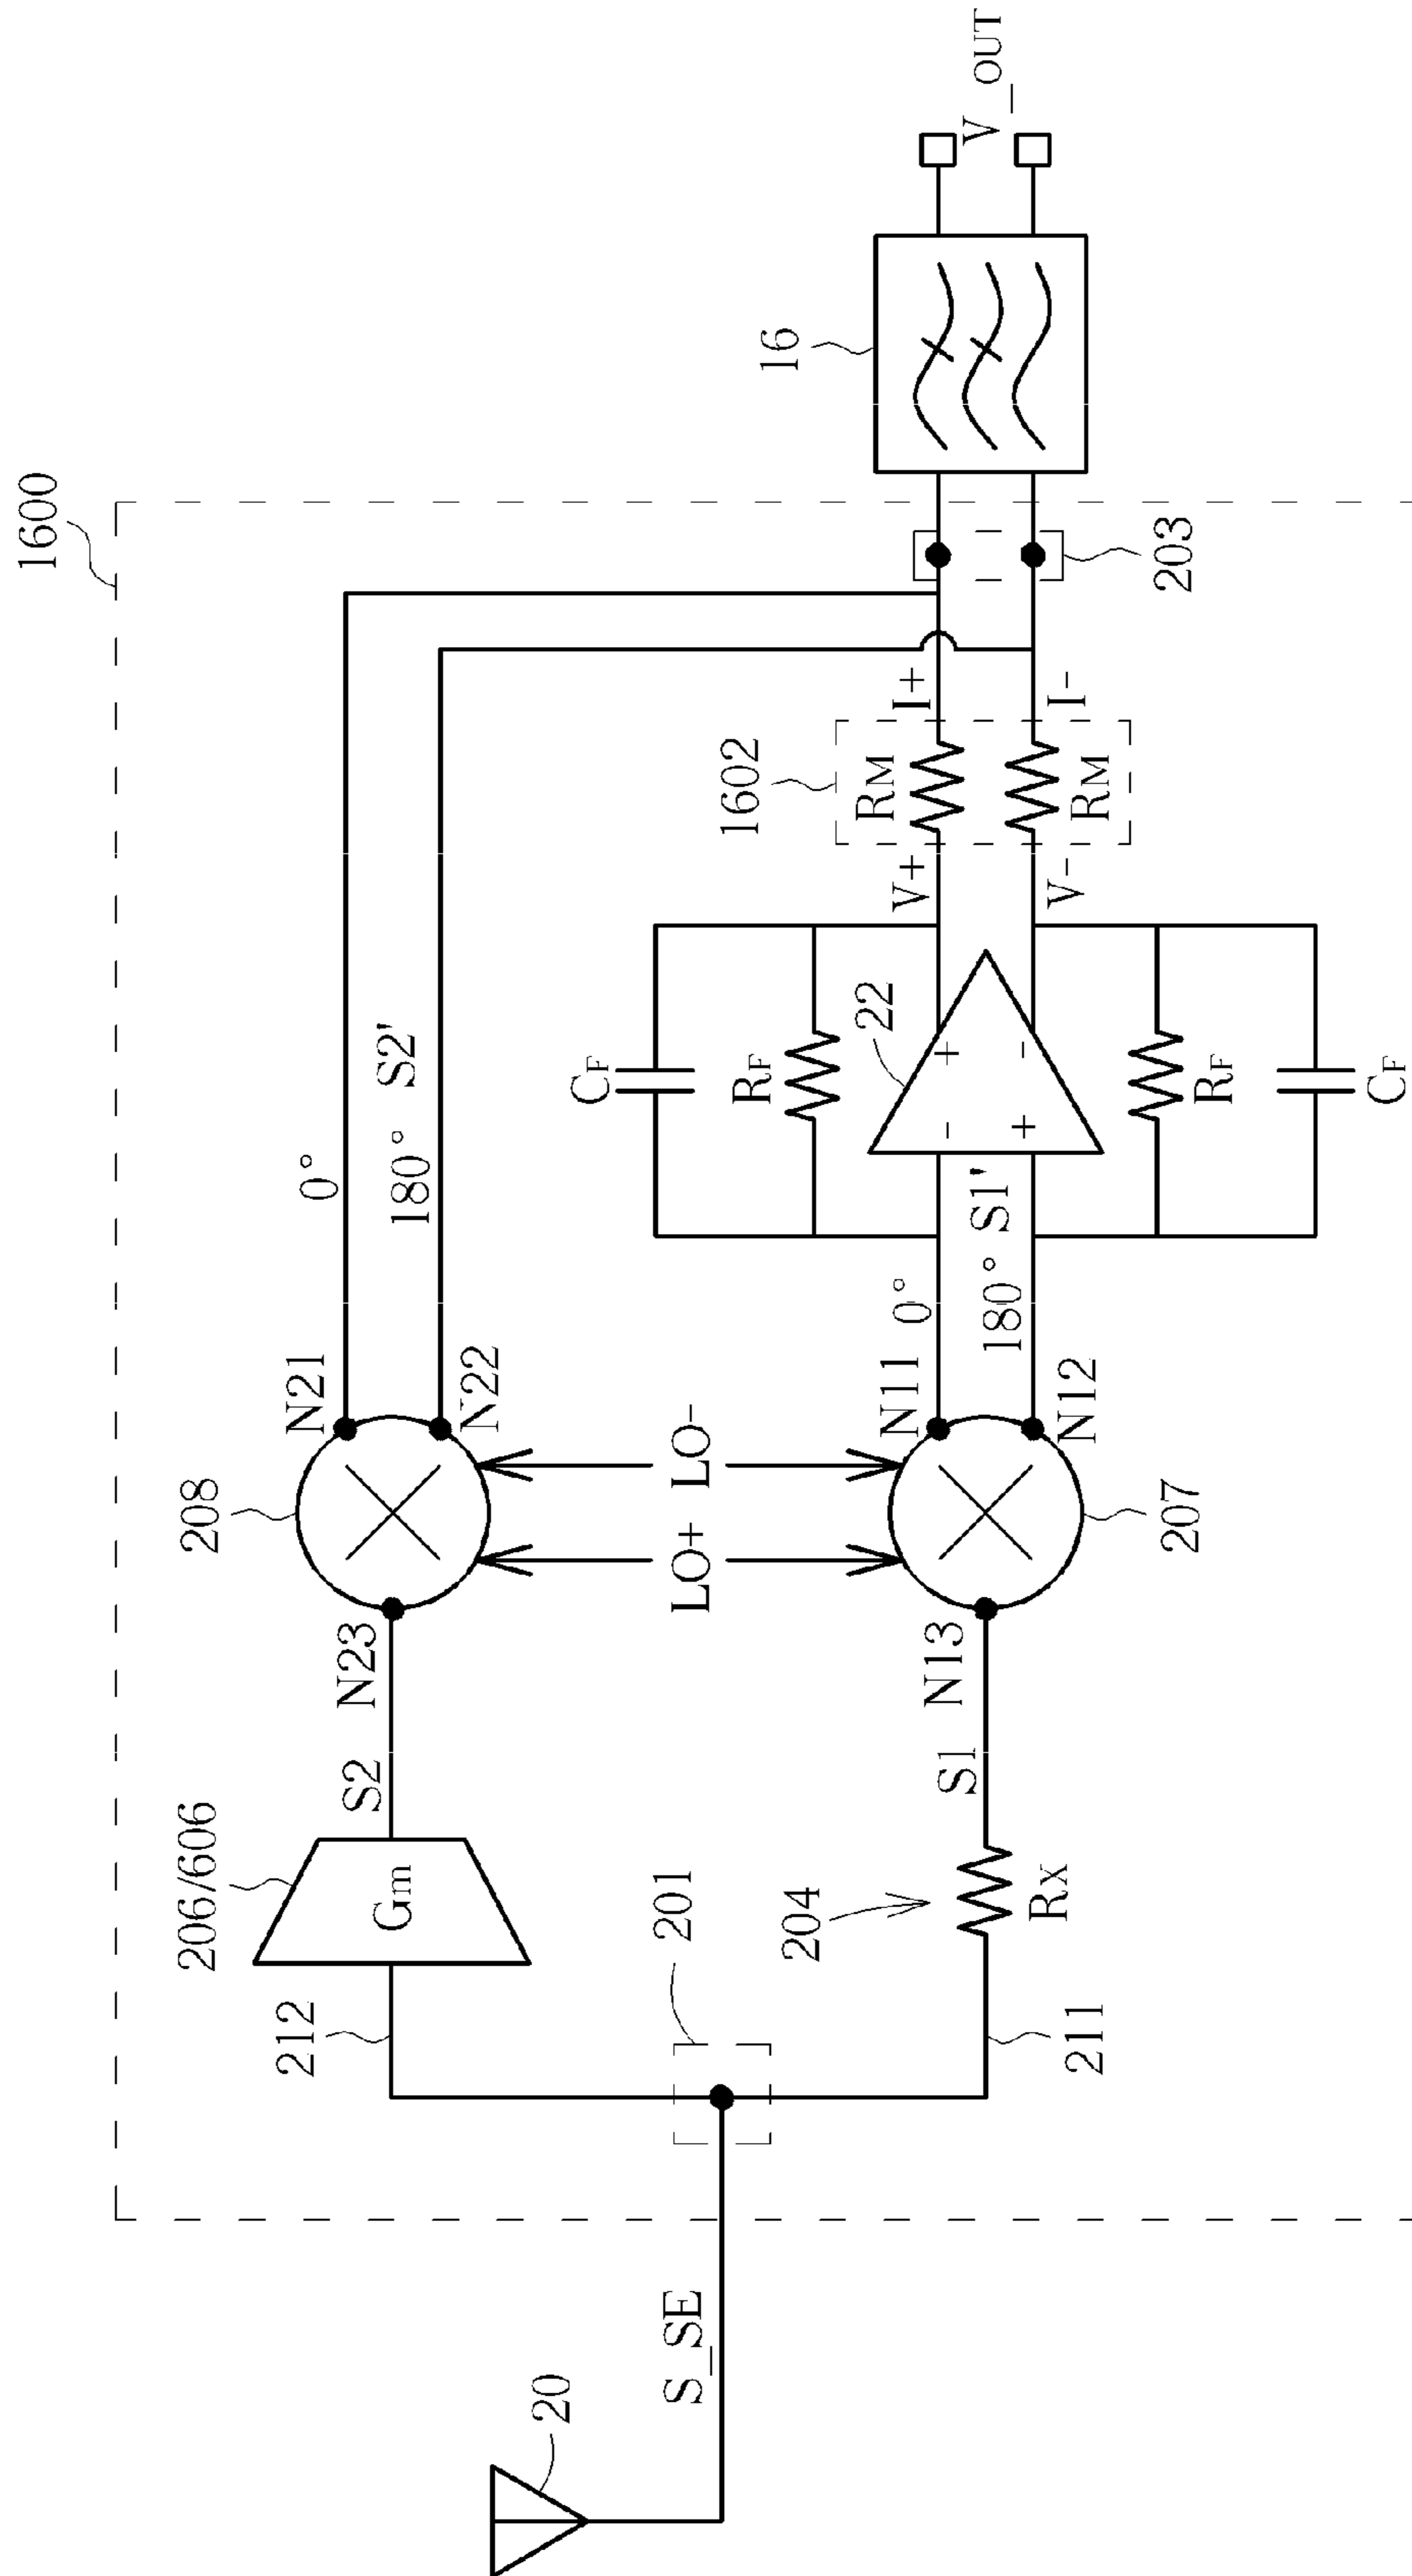 1600
20
S_SE
201
212
206/606
Gm
S2
N23
208
N21
N22
0°
180° S2'
LO+ LO-
211
204
RX
S1
N13
207
N11
N12
0°
180° S1'
CF
RF
22
- +
+ -
RF
CF
V+
V-
1602
RM
RM
I+
I-
203
16
V_OUT